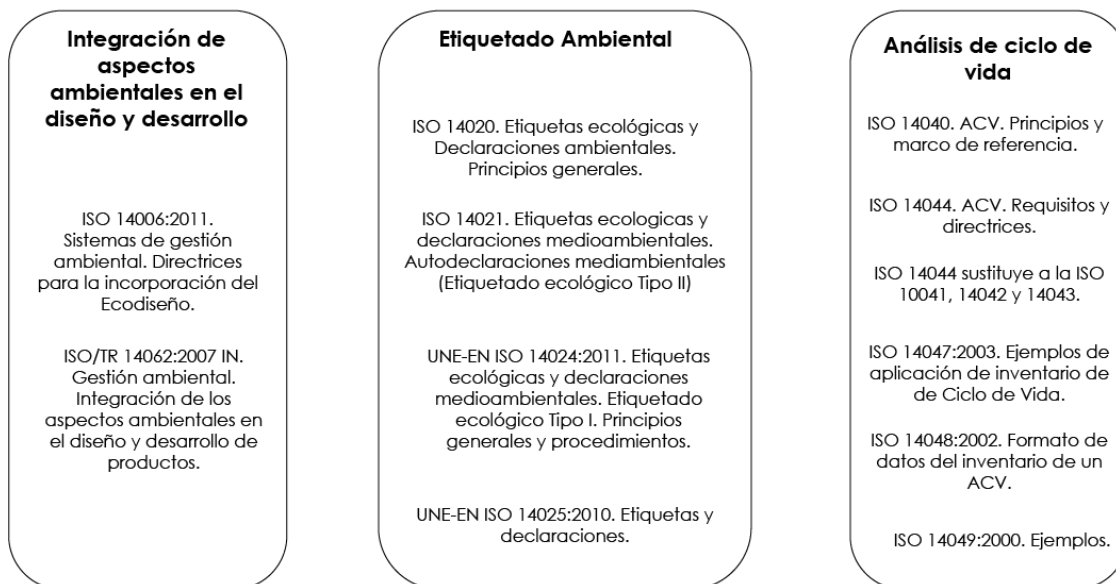 Integración de
aspectos
ambientales en el
diseño y desarrollo
ISO 14006:2011.
Sistemas de gestión
ambiental. Directrices
para la incorporación del
Ecodiseño.
ISO/TR 14062:2007 IN.
Gestión ambiental.
Integración de los
aspectos ambientales en
el diseño y desarrollo de
productos.
Etiquetado Ambiental
ISO 14020. Etiquetas ecológicas y
Declaraciones ambientales.
Principios generales.
ISO 14021. Etiquetas ecologicas y
declaraciones medioambientales.
Autodeclaraciones mediambientales
(Etiquetado ecológico Tipo II)
UNE-EN ISO 14024:2011. Etiquetas
ecológicas y declaraciones
medioambientales. Etiquetado
ecológico Tipo I. Principios
generales y procedimientos.
UNE-EN ISO 14025:2010. Etiquetas y
declaraciones.
Análisis de ciclo de
vida
ISO 14040. ACV. Principios y
marco de referencia.
ISO 14044. ACV. Requisitos y
directrices.
ISO 14044 sustituye a la ISO
10041, 14042 y 14043.
ISO 14047:2003. Ejemplos de
aplicación de inventario de
de Ciclo de Vida.
ISO 14048:2002. Formato de
datos del inventario de un
ACV.
ISO 14049:2000. Ejemplos.